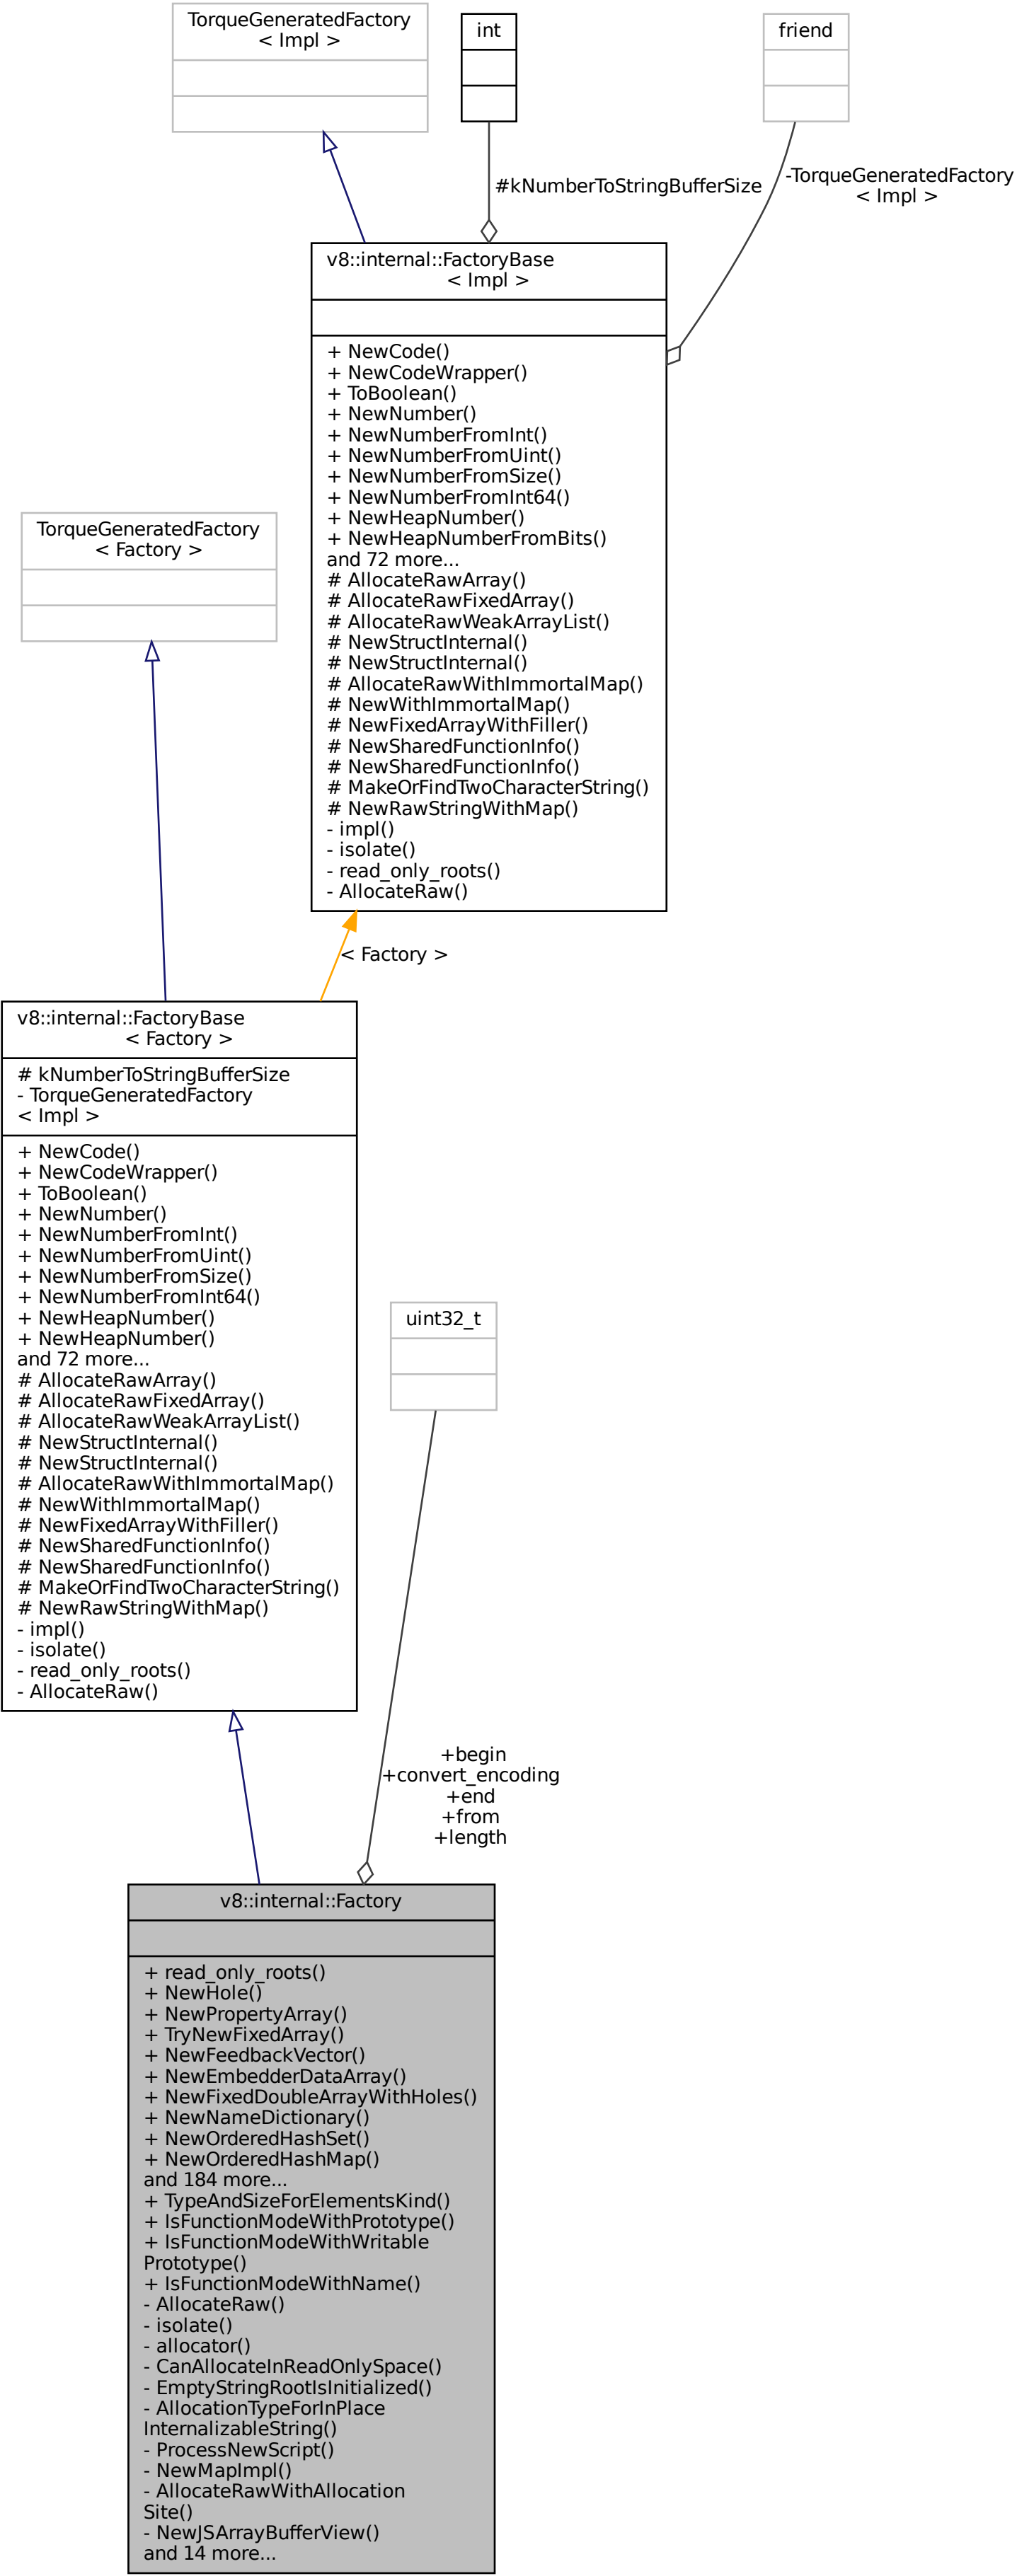 TorqueGeneratedFactory
< Impl >
int
friend
#kNumberToStringBufferSize
-TorqueGeneratedFactory
< Impl >
v8::internal::FactoryBase
< Impl >
+ NewCode()
+ NewCodeWrapper()
+ ToBoolean()
+ NewNumber()
+ NewNumberFromInt()
+ NewNumberFromUint()
+ NewNumberFromSize()
+ NewNumberFromInt64()
+ NewHeapNumber()
+ NewHeapNumberFromBits()
and 72 more...
# AllocateRawArray()
# AllocateRawFixedArray()
# AllocateRawWeakArrayList()
# NewStructInternal()
# NewStructInternal()
# AllocateRawWithImmortalMap()
# NewWithImmortalMap()
# NewFixedArrayWithFiller()
# NewSharedFunctionInfo()
# NewSharedFunctionInfo()
# MakeOrFindTwoCharacterString()
# NewRawStringWithMap()
- impl()
- isolate()
- read_only_roots()
- AllocateRaw()
TorqueGeneratedFactory
< Factory >
< Factory >
v8::internal::FactoryBase
< Factory >
# kNumberToStringBufferSize
- TorqueGeneratedFactory
< Impl >
+ NewCode()
+ NewCodeWrapper()
+ ToBoolean()
+ NewNumber()
+ NewNumberFromInt()
+ NewNumberFromUint()
+ NewNumberFromSize()
+ NewNumberFromInt64()
+ NewHeapNumber()
+ NewHeapNumber()
and 72 more...
# AllocateRawArray()
# AllocateRawFixedArray()
# AllocateRawWeakArrayList()
# NewStructInternal()
# NewStructInternal()
# AllocateRawWithImmortalMap()
# NewWithImmortalMap()
# NewFixedArrayWithFiller()
# NewSharedFunctionInfo()
# NewSharedFunctionInfo()
# MakeOrFindTwoCharacterString()
# NewRawStringWithMap()
- impl()
- isolate()
- read_only_roots()
- AllocateRaw()
uint32_t
+begin
+convert_encoding
+end
+from
+length
v8::internal::Factory
+ read_only_roots()
+ NewHole()
+ NewPropertyArray()
+ TryNewFixedArray()
+ NewFeedbackVector()
+ NewEmbedderDataArray()
+ NewFixedDoubleArrayWithHoles()
+ NewNameDictionary()
+ NewOrderedHashSet()
+ NewOrderedHashMap()
and 184 more...
+ TypeAndSizeForElementsKind()
+ IsFunctionModeWithPrototype()
+ IsFunctionModeWithWritable
Prototype()
+ IsFunctionModeWithName()
- AllocateRaw()
- isolate()
- allocator()
- CanAllocateInReadOnlySpace()
- EmptyStringRootIsInitialized()
- AllocationTypeForInPlace
InternalizableString()
- ProcessNewScript()
- NewMapImpl()
- AllocateRawWithAllocation
Site()
- NewJSArrayBufferView()
and 14 more...